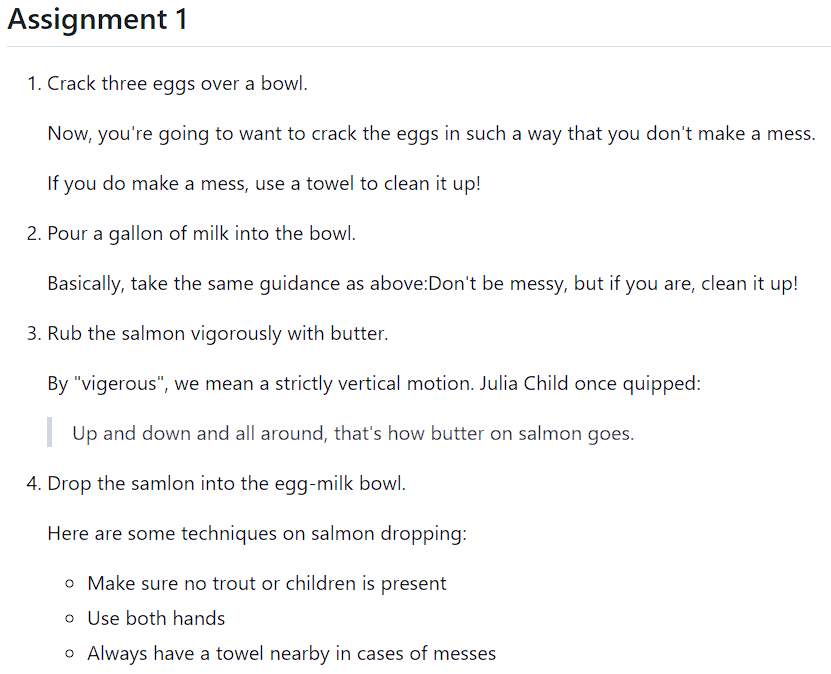 Assignment 1
1. Crack three eggs over a bowl.
Now, you're going to want to crack the eggs in such a way that you don't make a mess.
If you do make a mess, use a towel to clean it up!
2. Pour a gallon of milk into the bowl.
Basically, take the same guidance as above:Don't be messy, but if you are, clean it up!
3. Rub the salmon vigorously with butter.
By "vigerous", we mean a strictly vertical motion. Julia Child once quipped:
Up and down and all around, that's how butter on salmon goes.
4. Drop the samlon into the egg-milk bowl.
Here are some techniques on salmon dropping:
Make sure no trout or children is present
Use both hands
Always have a towel nearby in cases of messes